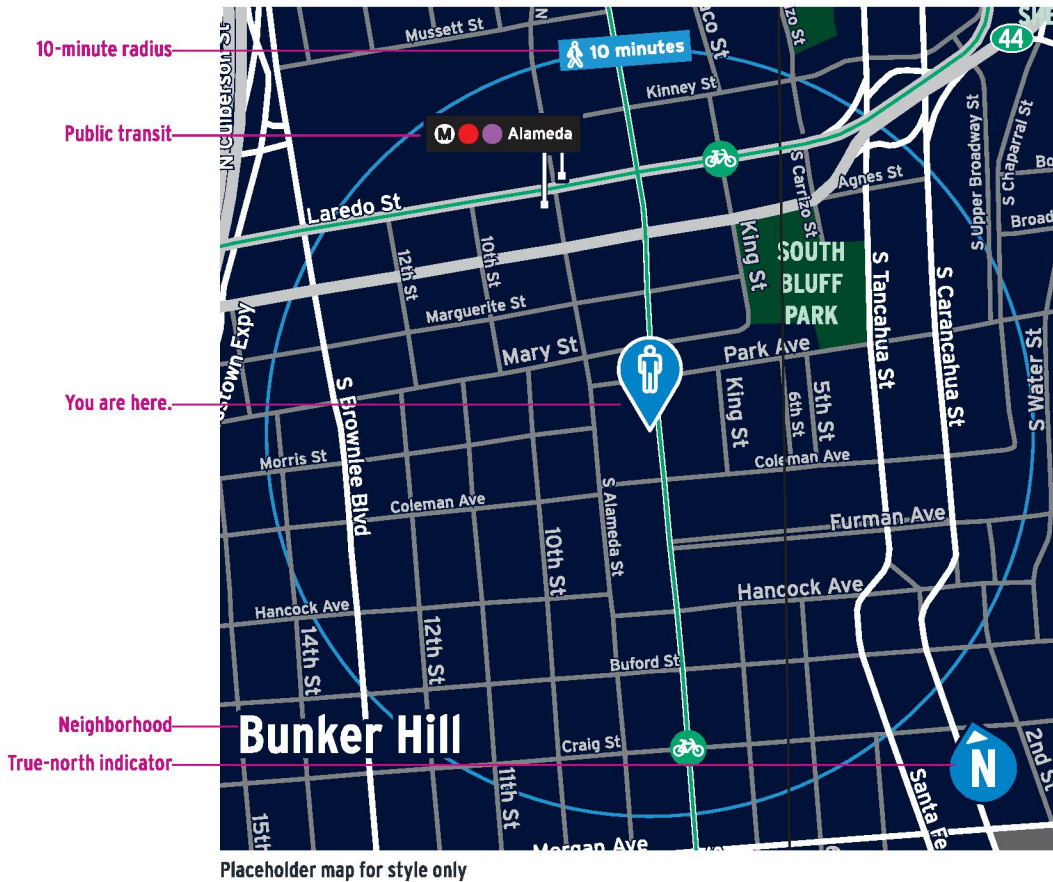 10-minute radius
Public transit
You are here.
Neighborhood
True-north indicator
Mussett St
N
10 minutes
44
Kinney St
N Culberson St
M Alameda
Laredo St
S Carrizo St
Agnes St
S Upper Broadway St
S Chaparral St
12th St
10th St
King St
SOUTH
BLUFF
PARK
S Tancahua St
S Carancahua St
Marguerite St
Mary St
Park Ave
S Water St
S Brownlee Blvd
King St
6th St
5th St
Morris St
Coleman Ave
Coleman Ave
S Alameda St
Furman Ave
10th St
Hancock Ave
Hancock Ave
14th St
12th St
Buford St
Bunker Hill
Craig St
N
2nd St
11th St
15th
Santa Fe
Morgan Ave
Placeholder map for style only